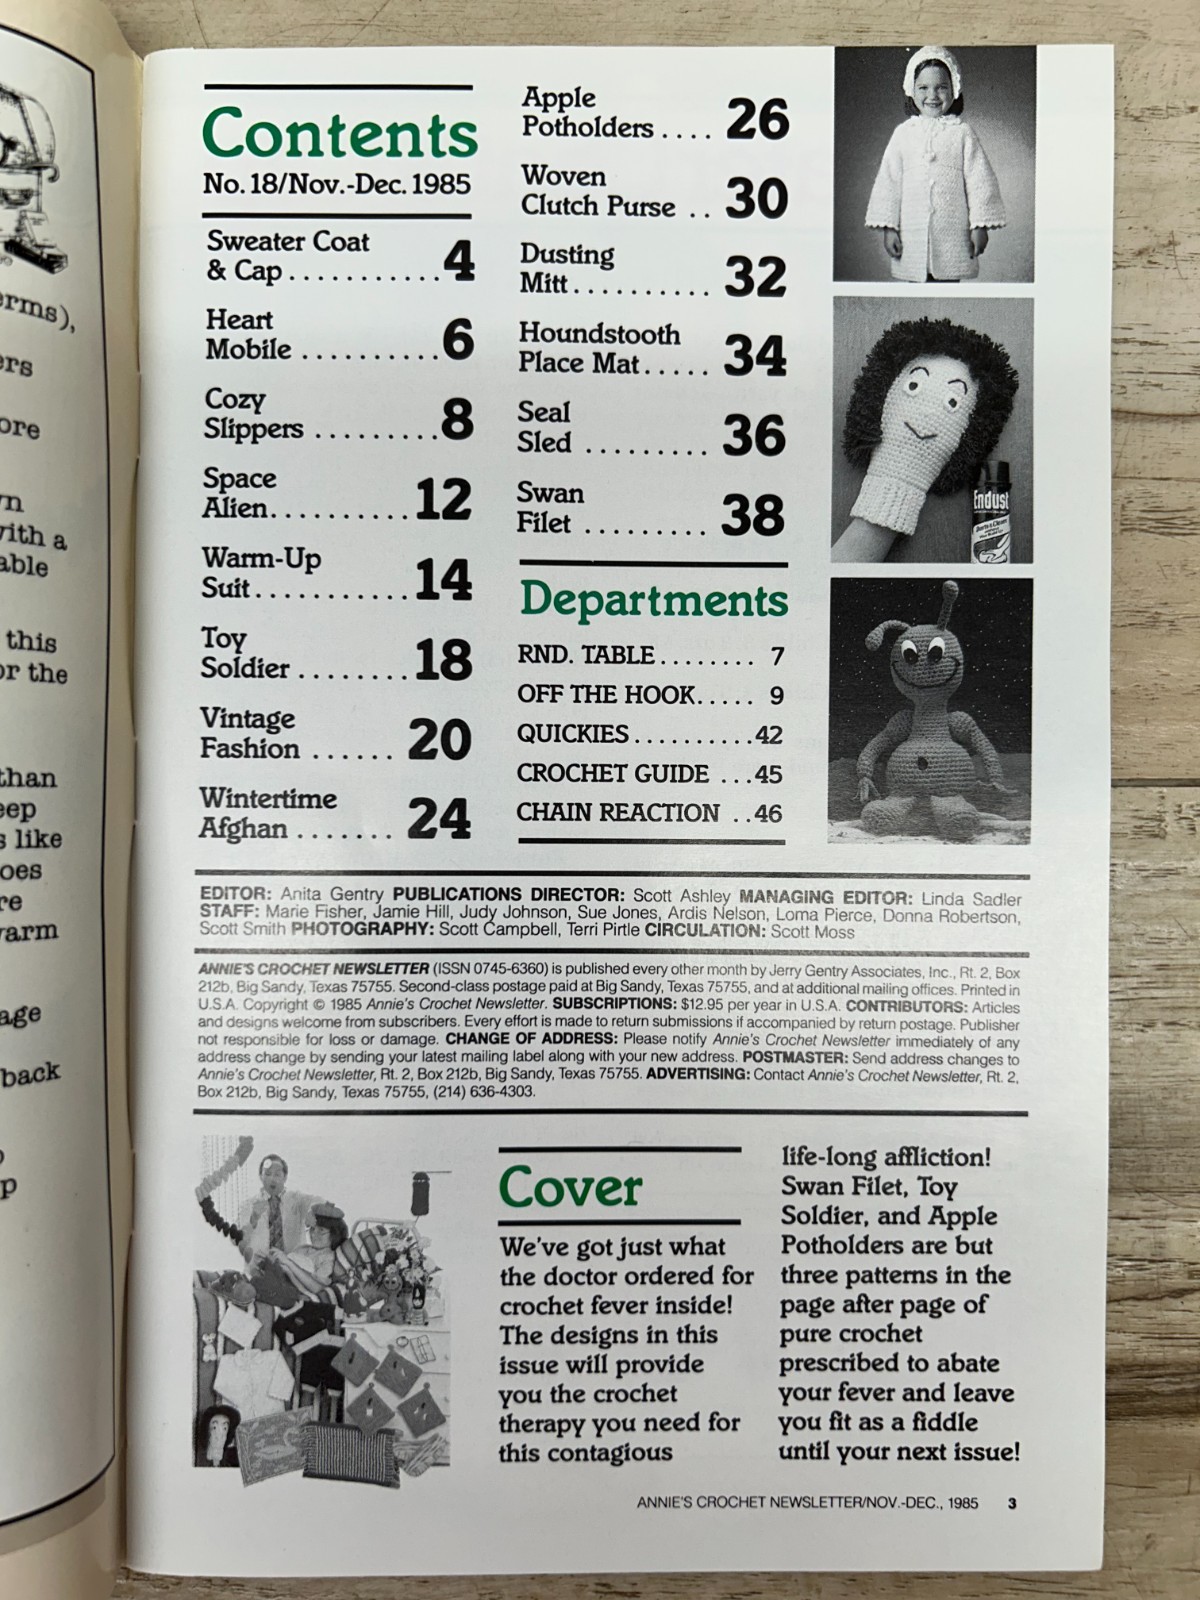 erms),
ers
ore
vith a
able
this
or the
than
eep
s like
oes
re
varm
age
back
p
Contents
No. 18/Nov.-Dec. 1985
Sweater Coat
& Cap........... 4
Heart
Mobile .......... 6
Cozy
Slippers ......... 8
Space
Alien.......... 12
Warm-Up
Suit........... 14
Toy
Soldier ........ 18
Vintage
Fashion ...... 20
Wintertime
Afghan ....... 24
Apple
Potholders .... 26
Woven
Clutch Purse .. 30
Dusting
Mitt.......... 32
Houndstooth
Place Mat..... 34
Seal
Sled ......... 36
Swan
Filet ......... 38
Departments
RND. TABLE........ 7
OFF THE HOOK..... 9
QUICKIES..........42
CROCHET GUIDE ...45
CHAIN REACTION ..46
Endust
EDITOR: Anita Gentry PUBLICATIONS DIRECTOR: Scott Ashley MANAGING EDITOR: Linda Sadler
STAFF: Marie Fisher, Jamie Hill, Judy Johnson, Sue Jones, Ardis Nelson, Loma Pierce, Donna Robertson,
Scott Smith PHOTOGRAPHY: Scott Campbell, Terri Pirtle CIRCULATION: Scott Moss
ANNIE'S CROCHET NEWSLETTER (ISSN 0745-6360) is published every other month by Jerry Gentry Associates, Inc., Rt. 2, Box
212b, Big Sandy, Texas 75755. Second-class postage paid at Big Sandy, Texas 75755, and at additional mailing offices. Printed in
U.S.A. Copyright © 1985 Annie's Crochet Newsletter. SUBSCRIPTIONS: $12.95 per year in U.S.A. CONTRIBUTORS: Articles
and designs welcome from subscribers. Every effort is made to return submissions if accompanied by return postage. Publisher
not responsible for loss or damage. CHANGE OF ADDRESS: Please notify Annie's Crochet Newsletter immediately of any
address change by sending your latest mailing label along with your new address. POSTMASTER: Send address changes to
Annie's Crochet Newsletter, Rt. 2, Box 212b, Big Sandy, Texas 75755. ADVERTISING: Contact Annie's Crochet Newsletter, Rt. 2,
Box 212b, Big Sandy, Texas 75755, (214) 636-4303.
Cover
We've got just what
the doctor ordered for
crochet fever inside!
The designs in this
issue will provide
you the crochet
therapy you need for
this contagious
life-long affliction!
Swan Filet, Toy
Soldier, and Apple
Potholders are but
three patterns in the
page after page of
pure crochet
prescribed to abate
your fever and leave
you fit as a fiddle
until your next issue!
ANNIE'S CROCHET NEWSLETTER/NOV.-DEC., 1985 3